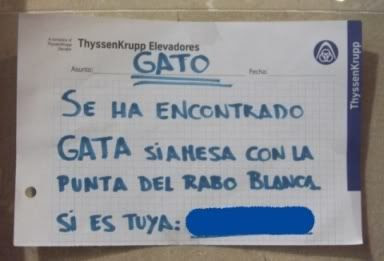 ThyssenKrupp Elevadores
Asunto:
Fecha:
GATO
SE HA ENCONTRADO
GATA SIAMESA CON LA
PUNTA DEL RABO BLANCA
SI ES TUYA:
ThyssenKrupp